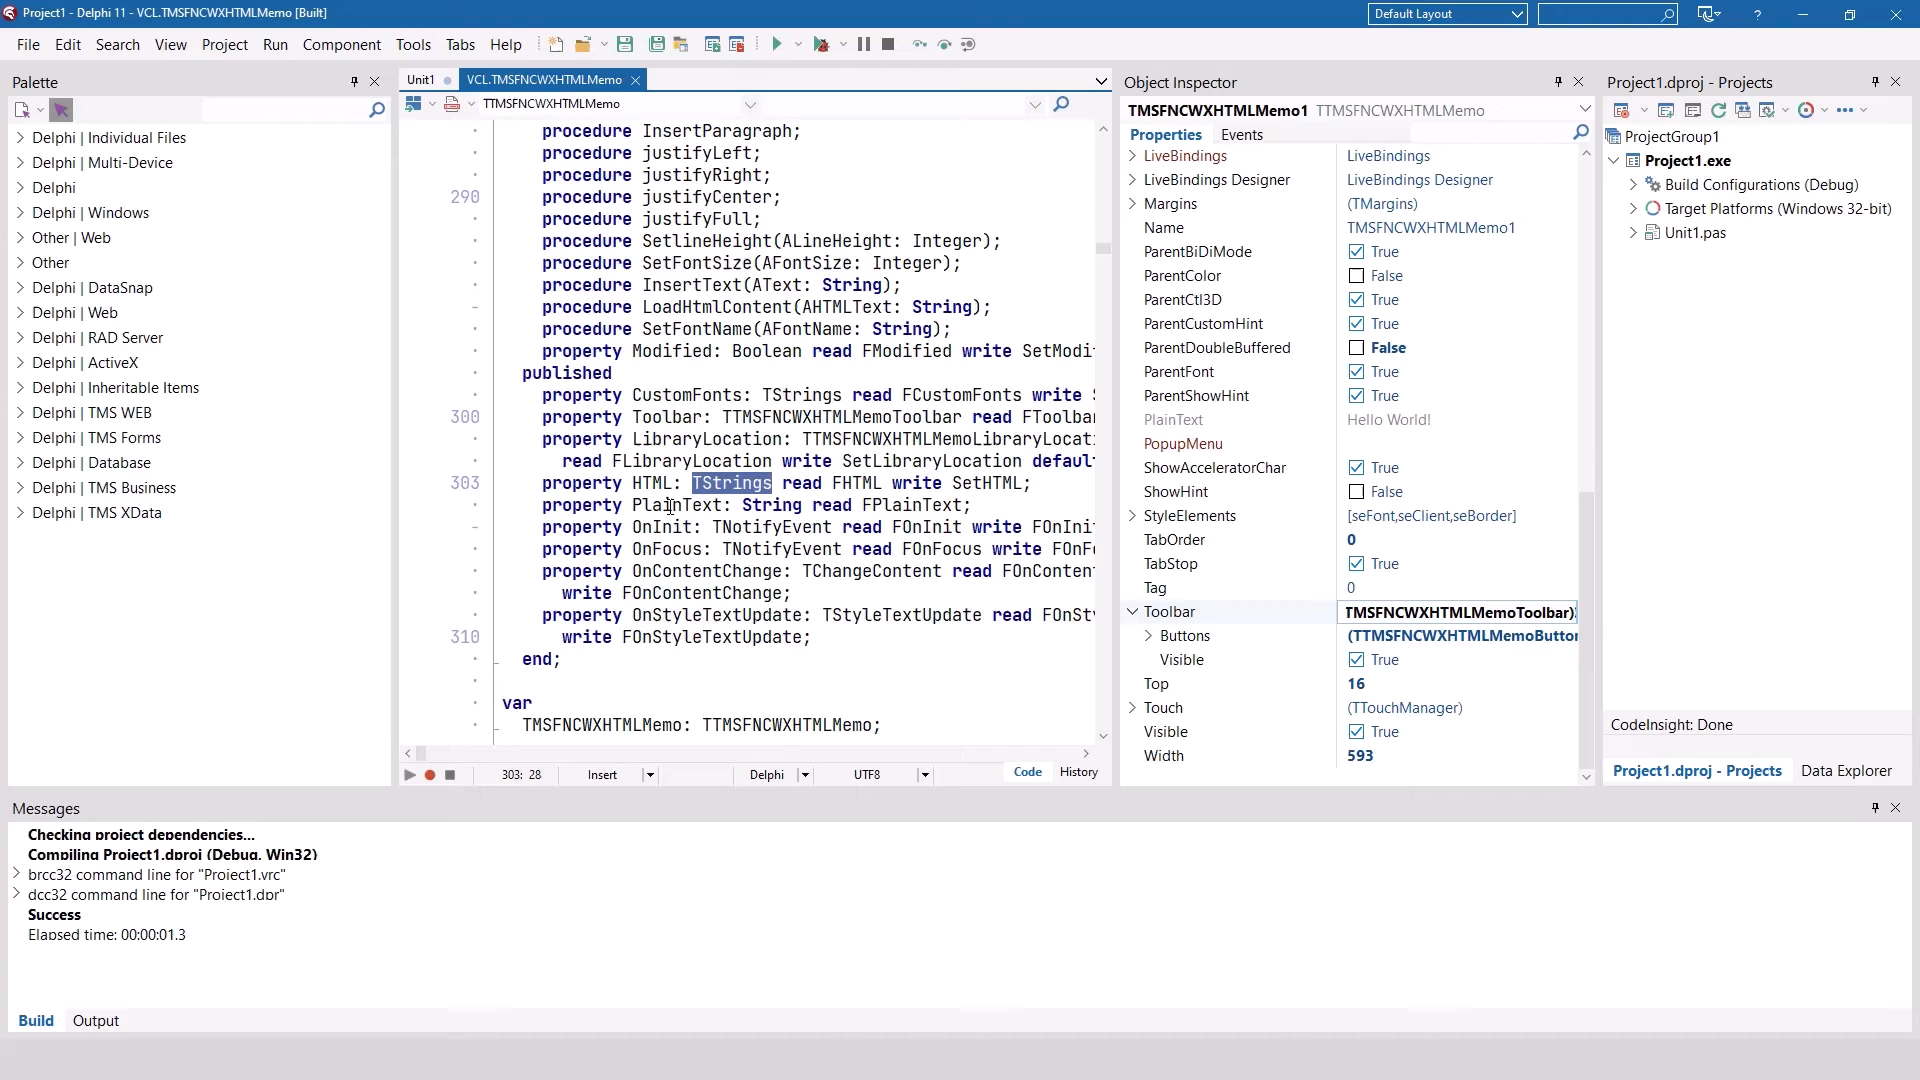 Project1 - Delphi 11 - VCL.TMSFNCWXHTMLMemo [Built]
Default Layout
File Edit Search View Project Run Component Tools Tabs Help
Palette
Delphi | Individual Files
Delphi | Multi-Device
Delphi
Delphi | Windows
Other | Web
Other
Delphi | DataSnap
Delphi | Web
Delphi | RAD Server
Delphi | ActiveX
Delphi | Inheritable Items
Delphi | TMS WEB
Delphi | TMS Forms
Delphi | Database
Delphi | TMS Business
Delphi | TMS XData
Unit1 VCL.TMSFNCWXHTMLMemo
TTMSFNCWXHTMLMemo
procedure InsertParagraph;
procedure justifyLeft;
procedure justifyRight;
290 procedure justifyCenter;
procedure justifyFull;
procedure SetlineHeight(ALineHeight: Integer);
procedure SetFontSize(AFontSize: Integer);
procedure InsertText(AText: String);
procedure LoadHtmlContent(AHTMLText: String);
procedure SetFontName(AFontName: String);
property Modified: Boolean read FModified write SetModi
published
property CustomFonts: TStrings read FCustomFonts write S
300 property Toolbar: TTMSFNCWXHTMLMemoToolbar read FToolbar
property LibraryLocation: TTMSFNCWXHTMLMemoLibraryLocati
read FLibraryLocation write SetLibraryLocation default
303 property HTML: TStrings read FHTML write SetHTML;
property PlainText: String read FPlainText;
property OnInit: TNotifyEvent read FOnInit write FOnInit
property OnFocus: TNotifyEvent read FOnFocus write FOnFo
property OnContentChange: TChangeContent read FOnConten
write FOnContentChange;
property OnStyleTextUpdate: TStyleTextUpdate read FOnSty
310 write FOnStyleTextUpdate;
end;
var
TMSFNCWXHTMLMemo: TTMSFNCWXHTMLMemo;
303: 28 Insert Delphi UTF8 Code History
Object Inspector
TMSFNCWXHTMLMemo1 TTMSFNCWXHTMLMemo
Properties Events
LiveBindings LiveBindings
LiveBindings Designer LiveBindings Designer
Margins (TMargins)
Name TMSFNCWXHTMLMemo1
ParentBiDiMode True
ParentColor False
ParentCtl3D True
ParentCustomHint True
ParentDoubleBuffered False
ParentFont True
ParentShowHint True
PlainText Hello World!
PopupMenu
ShowAcceleratorChar True
ShowHint False
StyleElements [seFont,seClient,seBorder]
TabOrder 0
TabStop True
Tag 0
Toolbar TMSFNCWXHTMLMemoToolbar)
Buttons (TTMSFNCWXHTMLMemoButton
Visible True
Top 16
Touch (TTouchManager)
Visible True
Width 593
Project1.dproj - Projects
ProjectGroup1
Project1.exe
Build Configurations (Debug)
Target Platforms (Windows 32-bit)
Unit1.pas
CodeInsight: Done
Project1.dproj - Projects Data Explorer
Messages
Checking project dependencies...
Compiling Project1.dproj (Debug, Win32)
brcc32 command line for "Project1.vrc"
dcc32 command line for "Project1.dpr"
Success
Elapsed time: 00:00:01.3
Build Output